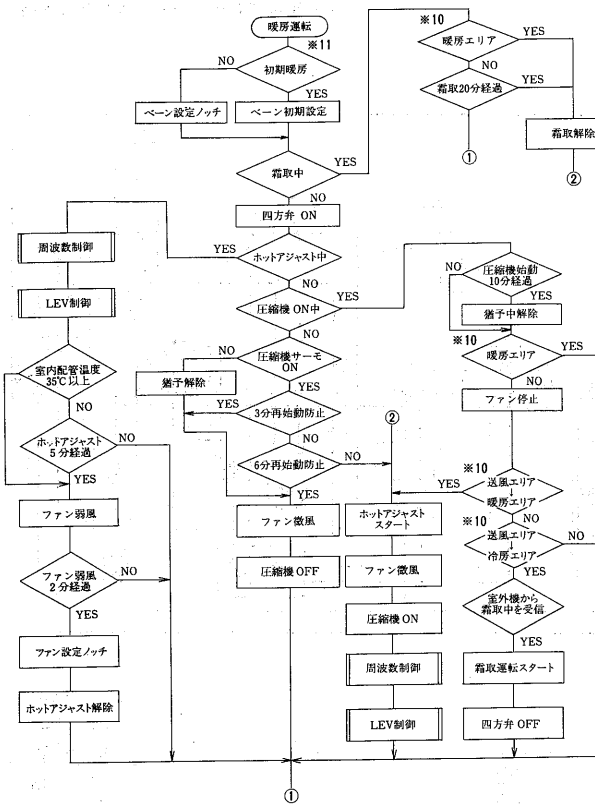 暖房運転
※11
初期暖房
NO
YES
ベーン設定ノッチ
ベーン初期設定
霜取中
YES
NO
四方弁 ON
※10
暖房エリア
YES
NO
霜取20分経過
YES
①
霜取解除
②
周波数制御
YES
ホットアジャスト中
NO
LEV制御
圧縮機 ON中
YES
NO
圧縮機始動
10分経過
NO
YES
猶予中解除
※10
暖房エリア
YES
NO
ファン停止
室内配管温度
35℃以上
NO
圧縮機サーモ
ON
NO
猶予解除
YES
YES
3分再始動防止
NO
②
ホットアジャスト
5分経過
NO
YES
6分再始動防止
NO
YES
※10
送風エリア
↓
暖房エリア
YES
NO
ファン弱風
ファン微風
ホットアジャスト
スタート
※10
送風エリア
↓
冷房エリア
NO
YES
ファン弱風
2分経過
NO
YES
圧縮機OFF
ファン微風
室外機から
霜取中を受信
YES
圧縮機ON
ファン設定ノッチ
周波数制御
霜取運転スタート
ホットアジャスト解除
LEV制御
四方弁 OFF
①